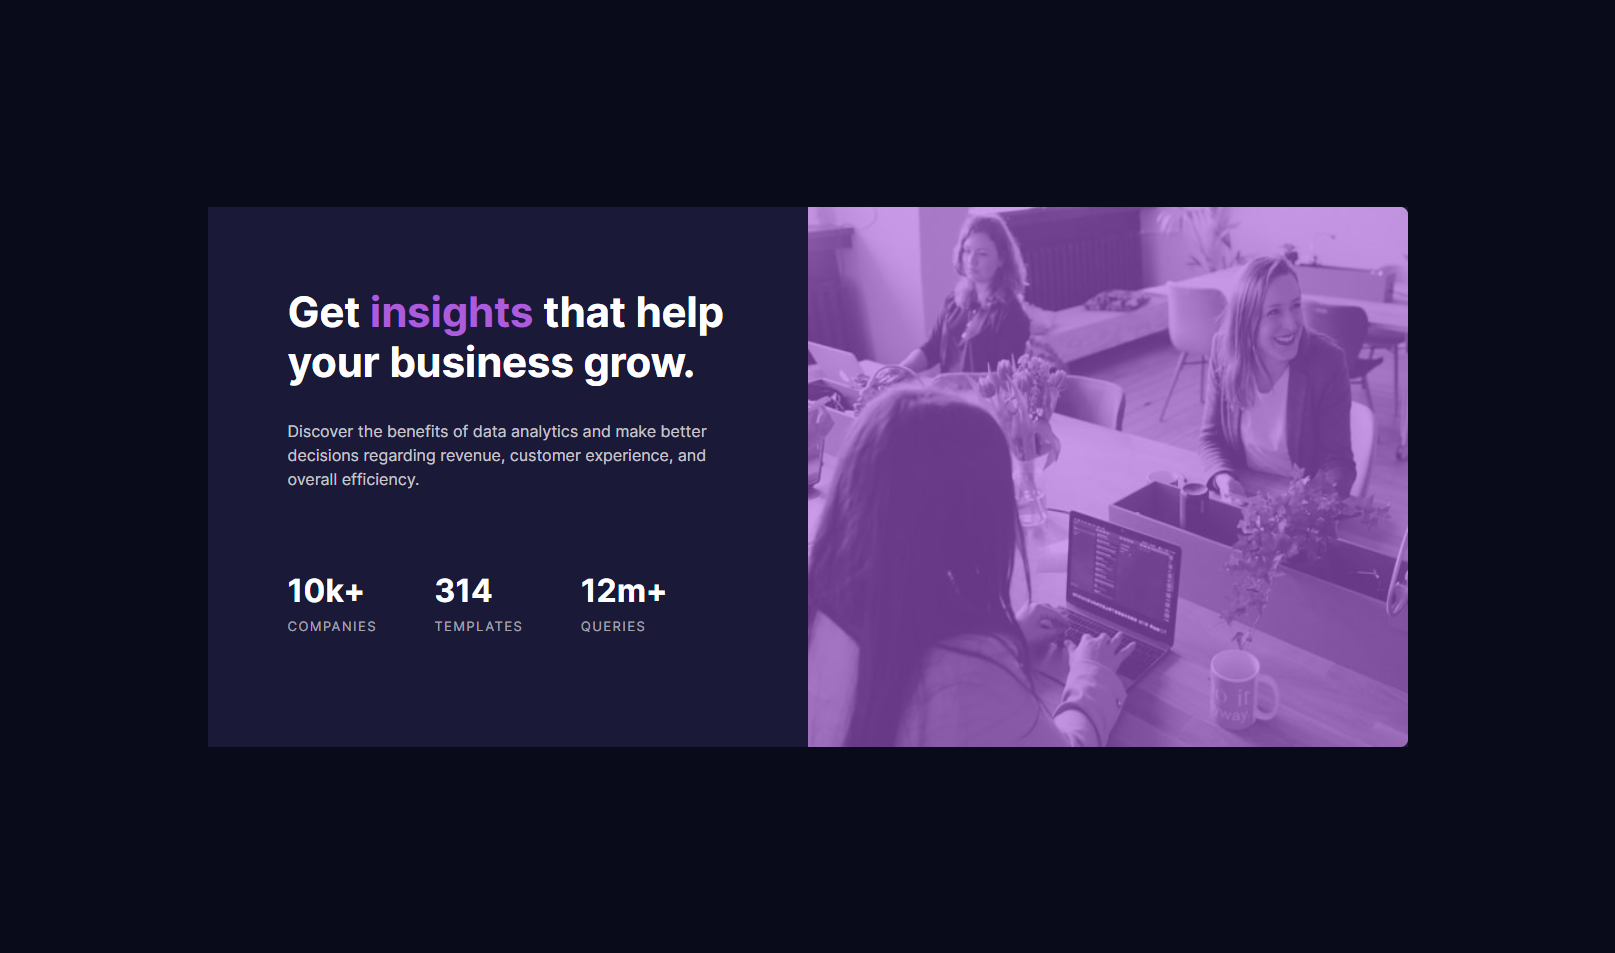 Get insights that help
your business grow.
Discover the benefits of data analytics and make better
decisions regarding revenue, customer experience, and
overall efficiency.
10k+ 314 12m+
COMPANIES TEMPLATES QUERIES
way